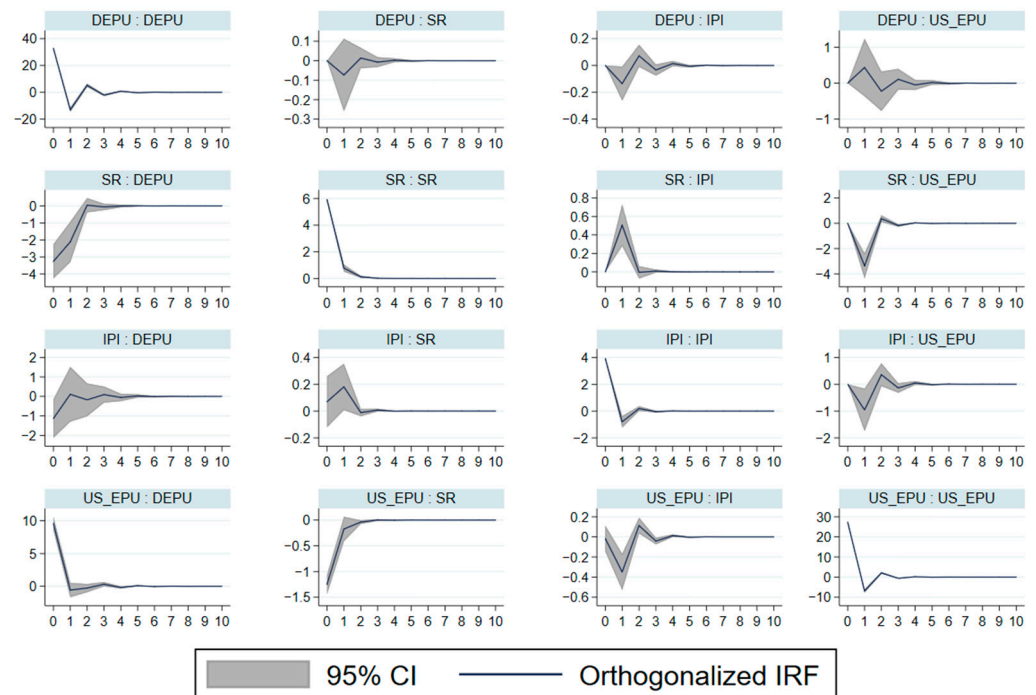 DEPU : DEPU
40
20
0
−20
0 1 2 3 4 5 6 7 8 9 10
DEPU : SR
0.1
0
−0.1
−0.2
−0.3
0 1 2 3 4 5 6 7 8 9 10
DEPU : IPI
0.2
0
−0.2
−0.4
0 1 2 3 4 5 6 7 8 9 10
DEPU : US_EPU
1
0
−1
0 1 2 3 4 5 6 7 8 9 10
SR : DEPU
0
−1
−2
−3
−4
0 1 2 3 4 5 6 7 8 9 10
SR : SR
6
4
2
0
0 1 2 3 4 5 6 7 8 9 10
SR : IPI
0.8
0.6
0.4
0.2
0
0 1 2 3 4 5 6 7 8 9 10
SR : US_EPU
2
0
−2
−4
0 1 2 3 4 5 6 7 8 9 10
IPI : DEPU
2
1
0
−1
−2
0 1 2 3 4 5 6 7 8 9 10
IPI : SR
0.4
0.2
0
−0.2
0 1 2 3 4 5 6 7 8 9 10
IPI : IPI
4
2
0
−2
0 1 2 3 4 5 6 7 8 9 10
IPI : US_EPU
1
0
−1
−2
0 1 2 3 4 5 6 7 8 9 10
US_EPU : DEPU
10
5
0
0 1 2 3 4 5 6 7 8 9 10
US_EPU : SR
0
−0.5
−1
−1.5
0 1 2 3 4 5 6 7 8 9 10
US_EPU : IPI
0.2
0
−0.2
−0.4
−0.6
0 1 2 3 4 5 6 7 8 9 10
US_EPU : US_EPU
30
20
10
0
−10
0 1 2 3 4 5 6 7 8 9 10
95% CI
Orthogonalized IRF